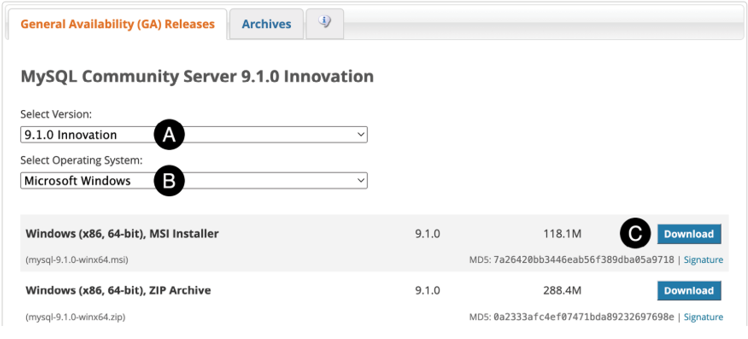 General Availability (GA) Releases Archives
MySQL Community Server 9.1.0 Innovation
Select Version:
9.1.0 Innovation A
Select Operating System:
Microsoft Windows B
Windows (x86, 64-bit), MSI Installer 9.1.0 118.1M C Download
(mysql-9.1.0-winx64.msi) MD5: 7a26420bb3446eab56f389dba05a9718 | Signature
Windows (x86, 64-bit), ZIP Archive 9.1.0 288.4M Download
(mysql-9.1.0-winx64.zip) MD5: 0a2333afc4ef07471bda89232697698e | Signature